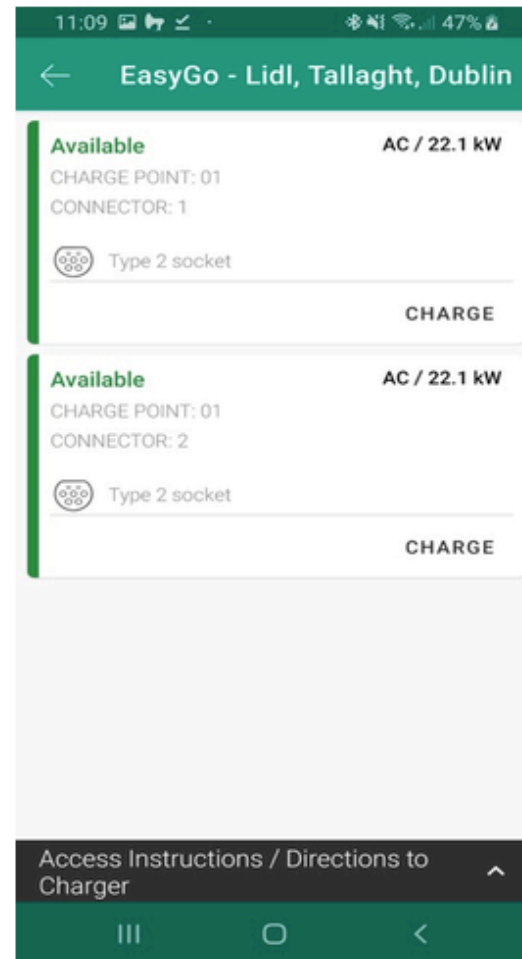 11:09 47%
EasyGo - Lidl, Tallaght, Dublin
Available AC / 22.1 kW
CHARGE POINT: 01
CONNECTOR: 1
Type 2 socket
CHARGE
Available AC / 22.1 kW
CHARGE POINT: 01
CONNECTOR: 2
Type 2 socket
CHARGE
Access Instructions / Directions to
Charger